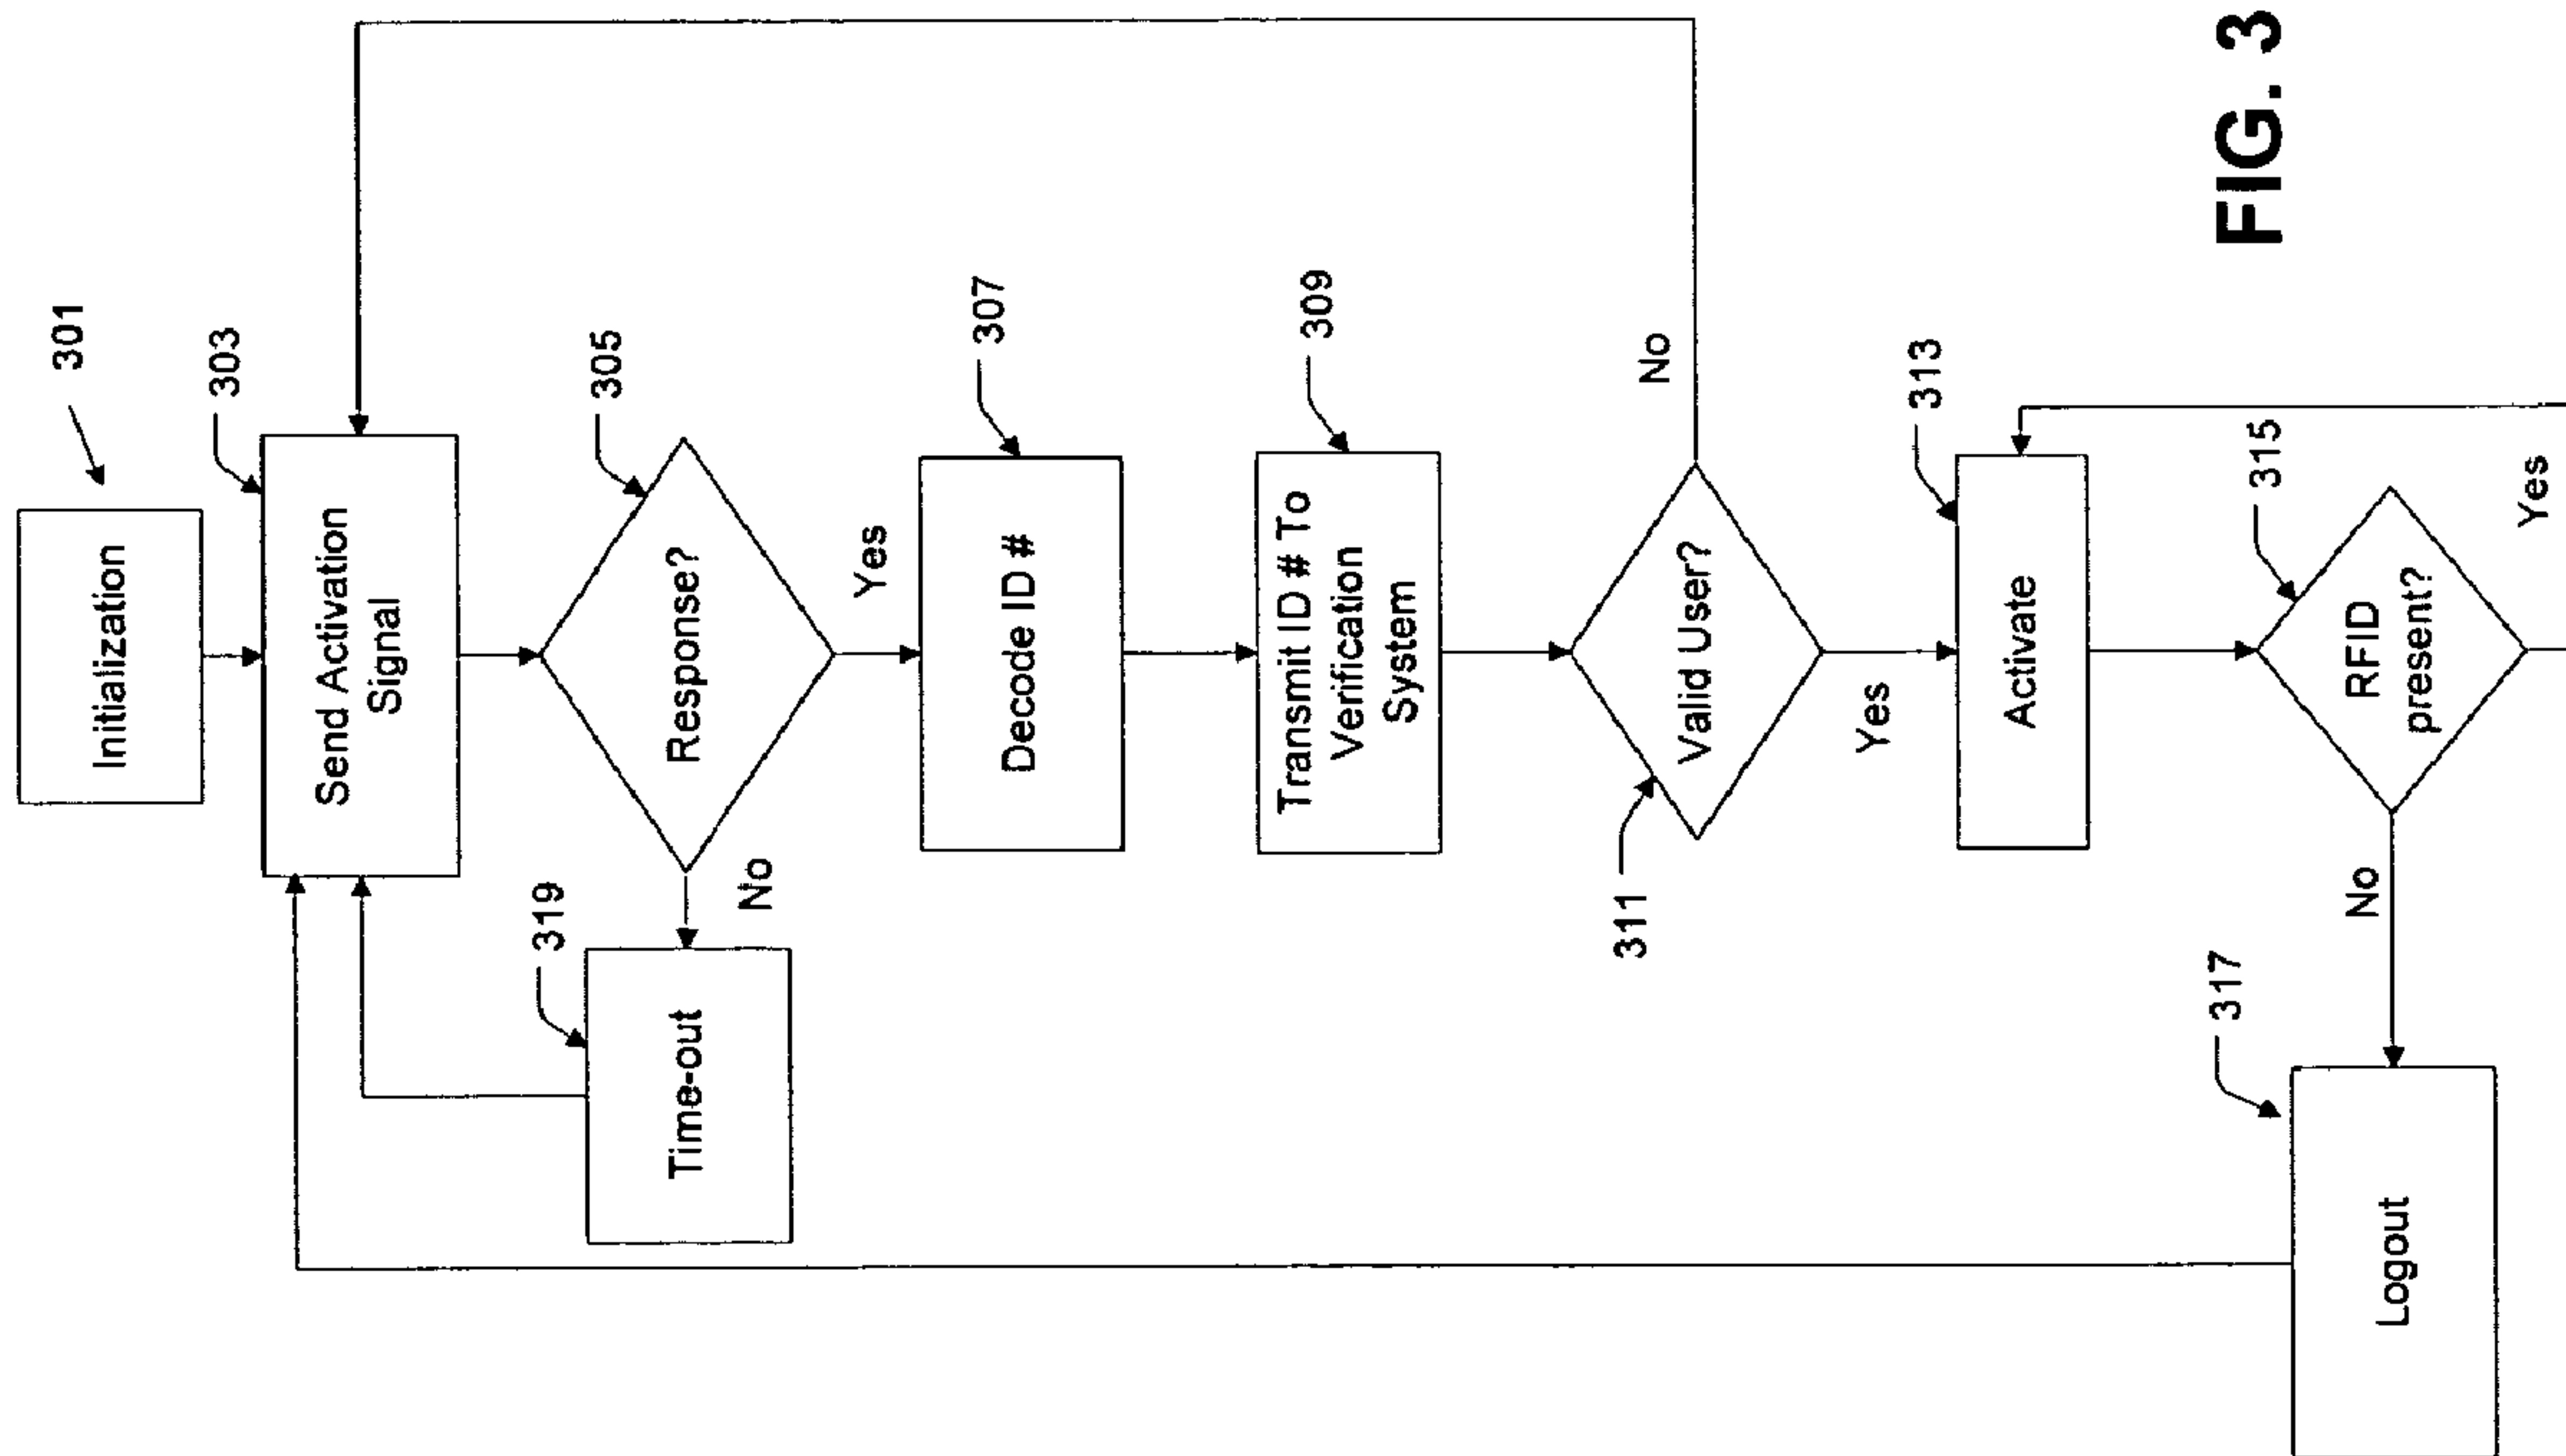 301
Initialization
303
Send Activation
Signal
305
Response?
Yes
No
319
Time-out
307
Decode ID #
309
Transmit ID # To
Verification
System
311
Valid User?
No
Yes
313
Activate
315
RFID
present?
Yes
No
317
Logout
FIG. 3